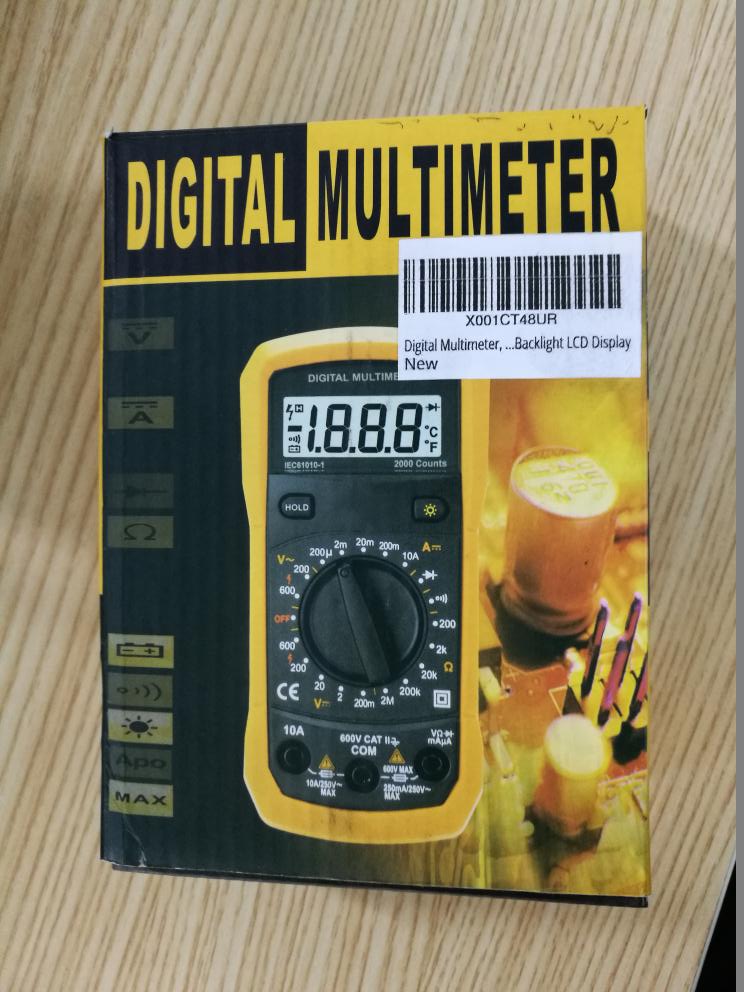 DIGITAL MULTIMETER
X001CT48UR
Digital Multimeter, ...Backlight LCD Display
New
V
A
Ω
Apo
MAX
DIGITAL MULTIME
H
-1.8.8.8
°C
°F
IEC61010-1 2000 Counts
HOLD
2m 20m 200m
200μ 10A A
V~
200
600
OFF
600
200
20
V
2
200m
2M
200k
20k
Ω
2k
200
CE
10A
600V CAT II
COM
VΩ
mAμA
10A/250V~
MAX
600V MAX
250mA/250V~
MAX